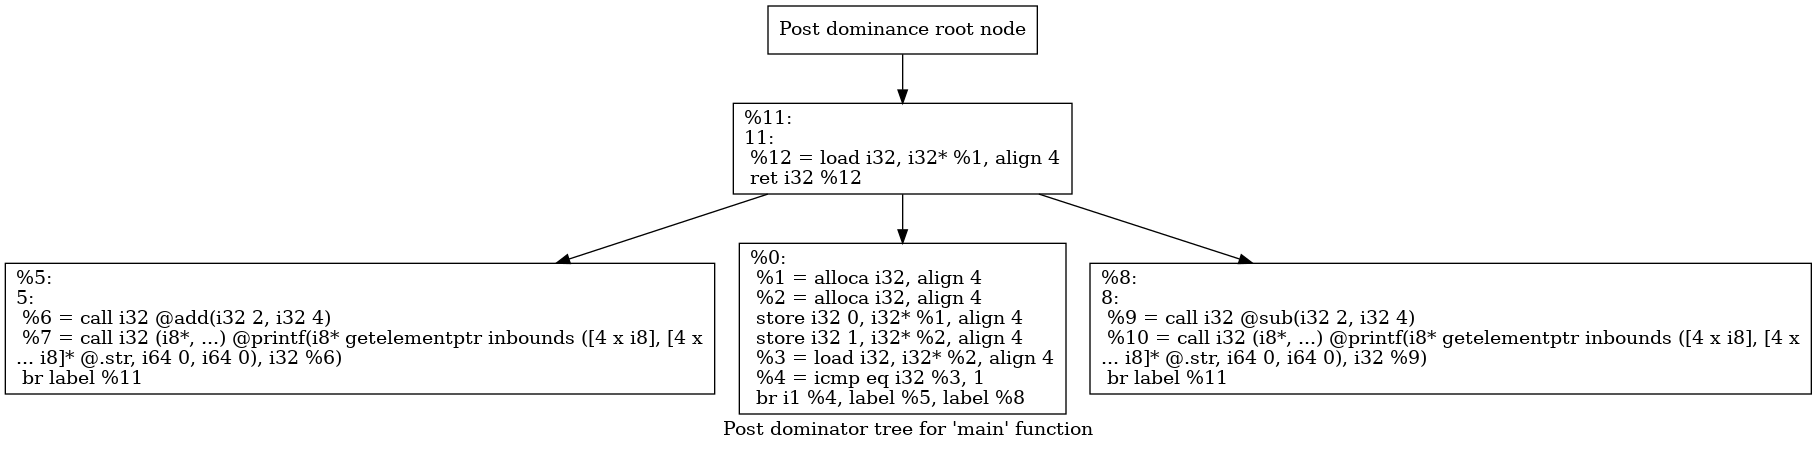 Post dominance root node
%11:
11:
%12 = load i32, i32* %1, align 4
ret i32 %12
%5:
5:
%6 = call i32 @add(i32 2, i32 4)
%7 = call i32 (i8*, ...) @printf(i8* getelementptr inbounds ([4 x i8], [4 x
... i8]* @.str, i64 0, i64 0), i32 %6)
br label %11
%0:
%1 = alloca i32, align 4
%2 = alloca i32, align 4
store i32 0, i32* %1, align 4
store i32 1, i32* %2, align 4
%3 = load i32, i32* %2, align 4
%4 = icmp eq i32 %3, 1
br i1 %4, label %5, label %8
%8:
8:
%9 = call i32 @sub(i32 2, i32 4)
%10 = call i32 (i8*, ...) @printf(i8* getelementptr inbounds ([4 x i8], [4 x
... i8]* @.str, i64 0, i64 0), i32 %9)
br label %11
Post dominator tree for 'main' function